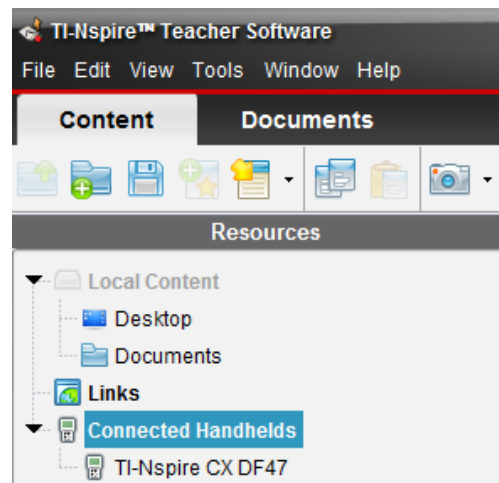 TI-Nspire™ Teacher Software
File Edit View Tools Window Help
Content Documents
Resources
Local Content
Desktop
Documents
Links
Connected Handhelds
TI-Nspire CX DF47